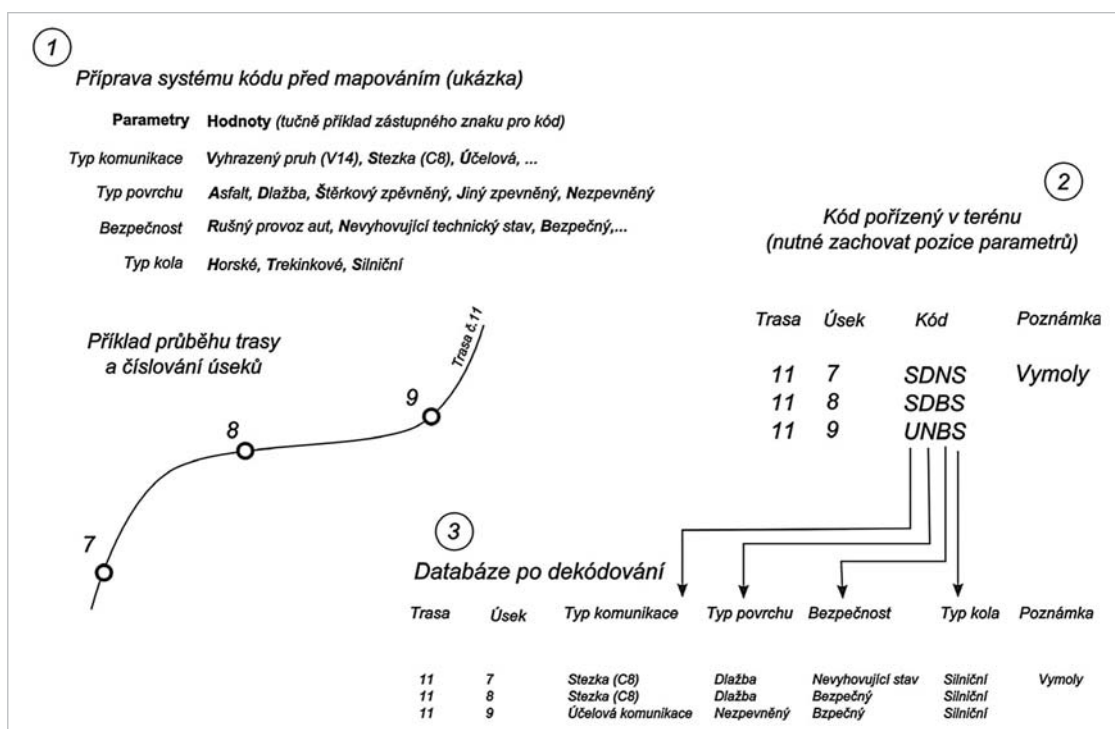 1
Příprava systému kódu před mapováním (ukázka)
Parametry Hodnoty (tučně příklad zástupného znaku pro kód)
Typ komunikace Vyhrazený pruh (V14), Stezka (C8), Účelová, ...
Typ povrchu Asfalt, Dlažba, Štěrkový zpěvněný, Jiný zpevněný, Nezpevněný
Bezpečnost Rušný provoz aut, Nevyhovující technický stav, Bezpečný,...
Typ kola Horské, Trekinkové, Silniční
Příklad průběhu trasy
a číslování úseků
Trasa č.11
9
8
7
2
Kód pořízený v terénu
(nutné zachovat pozice parametrů)
Trasa Úsek Kód Poznámka
11 7 SDNS Vymoly
11 8 SDBS
11 9 UNBS
3
Databáze po dekódování
Trasa Úsek Typ komunikace Typ povrchu Bezpečnost Typ kola Poznámka
11 7 Stezka (C8) Dlažba Nevyhovující stav Silniční Vymoly
11 8 Stezka (C8) Dlažba Bezpečný Silniční
11 9 Účelová komunikace Nezpevněný Bzpečný Silniční